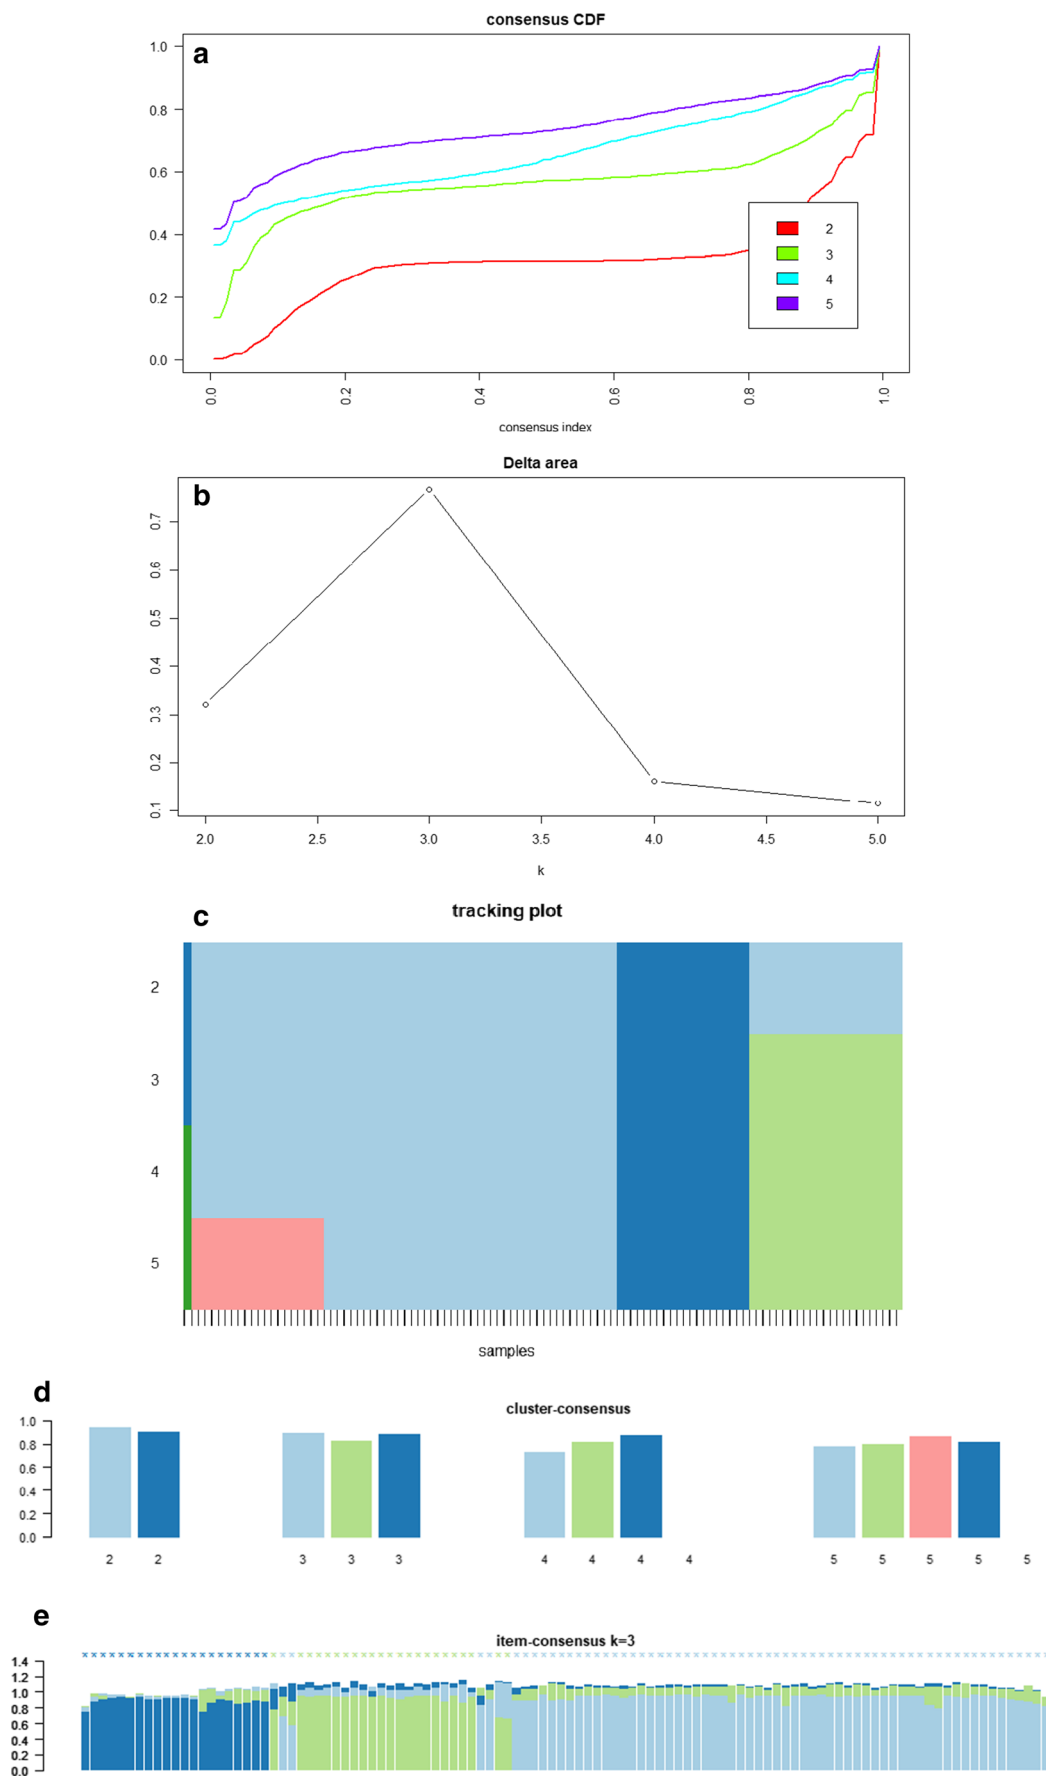 consensus CDF
a
1.0
0.8
0.6
0.4
0.2
0.0
2
3
4
5
0.0 0.2 0.4 0.6 0.8 1.0
consensus index
Delta area
b
0.7
0.6
0.5
0.4
0.3
0.2
0.1
2.0 2.5 3.0 3.5 4.0 4.5 5.0
k
c
tracking plot
2
3
4
5
samples
d
cluster-consensus
1.0
0.8
0.6
0.4
0.2
0.0
2 2 3 3 3 4 4 4 4 5 5 5 5 5
e
item-consensus k=3
1.4
1.2
1.0
0.8
0.6
0.4
0.2
0.0